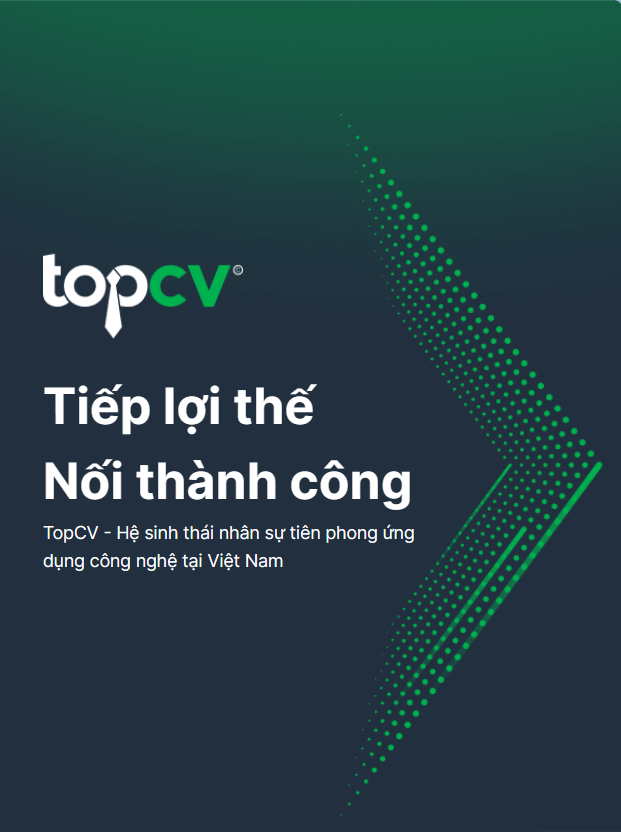 topcv
Tiếp lợi thế
Nối thành công
TopCV - Hệ sinh thái nhân sự tiên phong ứng
dụng công nghệ tại Việt Nam